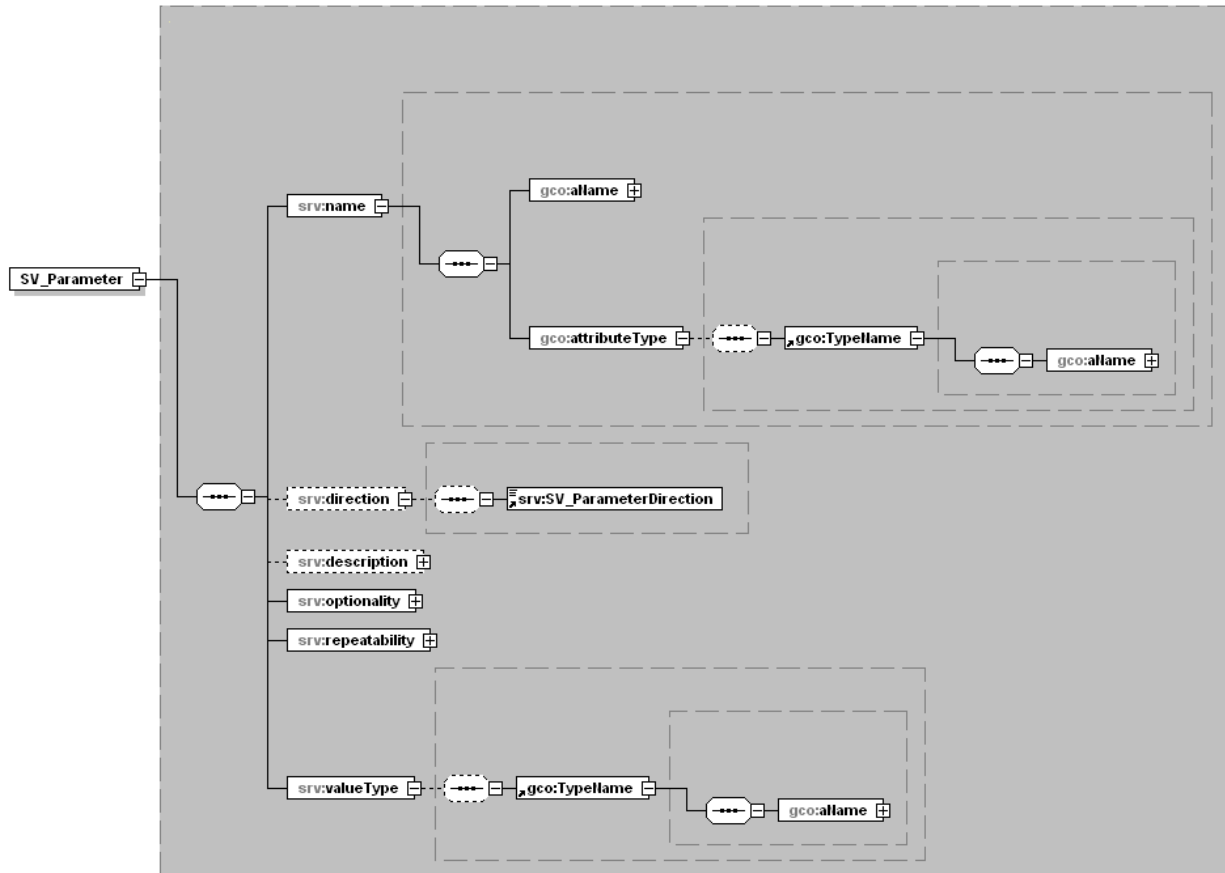 SV_Parameter
srv:name
gco:aName
gco:attributeType
gco:TypeName
gco:aName
srv:direction
srv:SV_ParameterDirection
srv:description
srv:optionality
srv:repeatability
srv:valueType
gco:TypeName
gco:aName